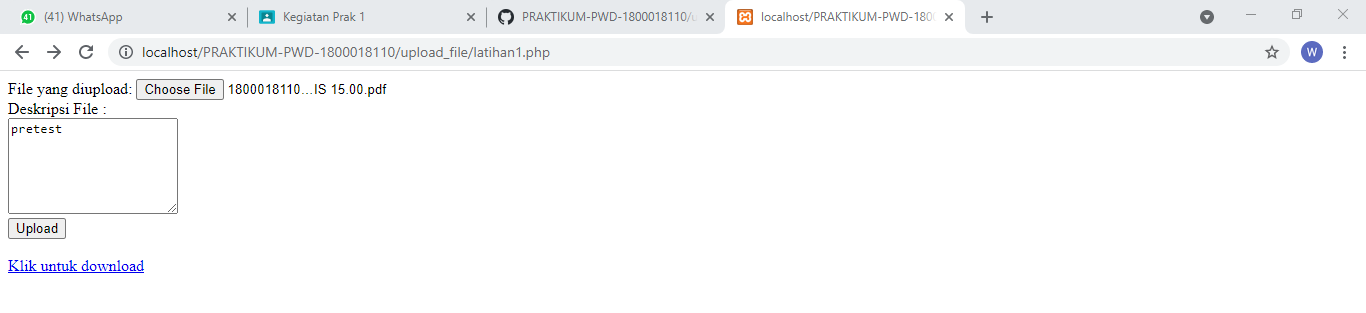 41 (41) WhatsApp
Kegiatan Prak 1
PRAKTIKUM-PWD-1800018110/u
localhost/PRAKTIKUM-PWD-1800
localhost/PRAKTIKUM-PWD-1800018110/upload_file/latihan1.php
W
File yang diupload: Choose File 1800018110...IS 15.00.pdf
Deskripsi File :
pretest
Upload
Klik untuk download